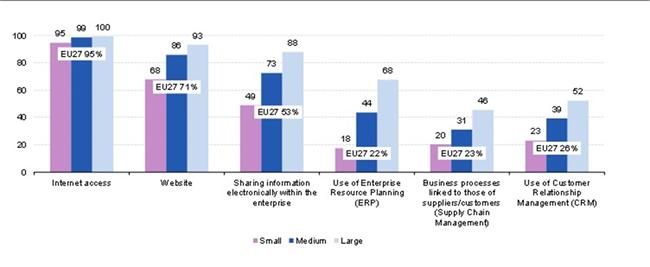 95 99 100
68 86 93
49 73 88
18 44 68
20 31 46
23 39 52
100
80
60
40
20
0
EU27 95%
EU27 71%
EU27 53%
EU27 22%
EU27 23%
EU27 26%
Internet access
Website
Sharing information
electronically within the
enterprise
Use of Enterprise
Resource Planning
(ERP)
Business processes
linked to those of
suppliers/customers
(Supply Chain
Management)
Use of Customer
Relationship
Management (CRM)
Small Medium Large